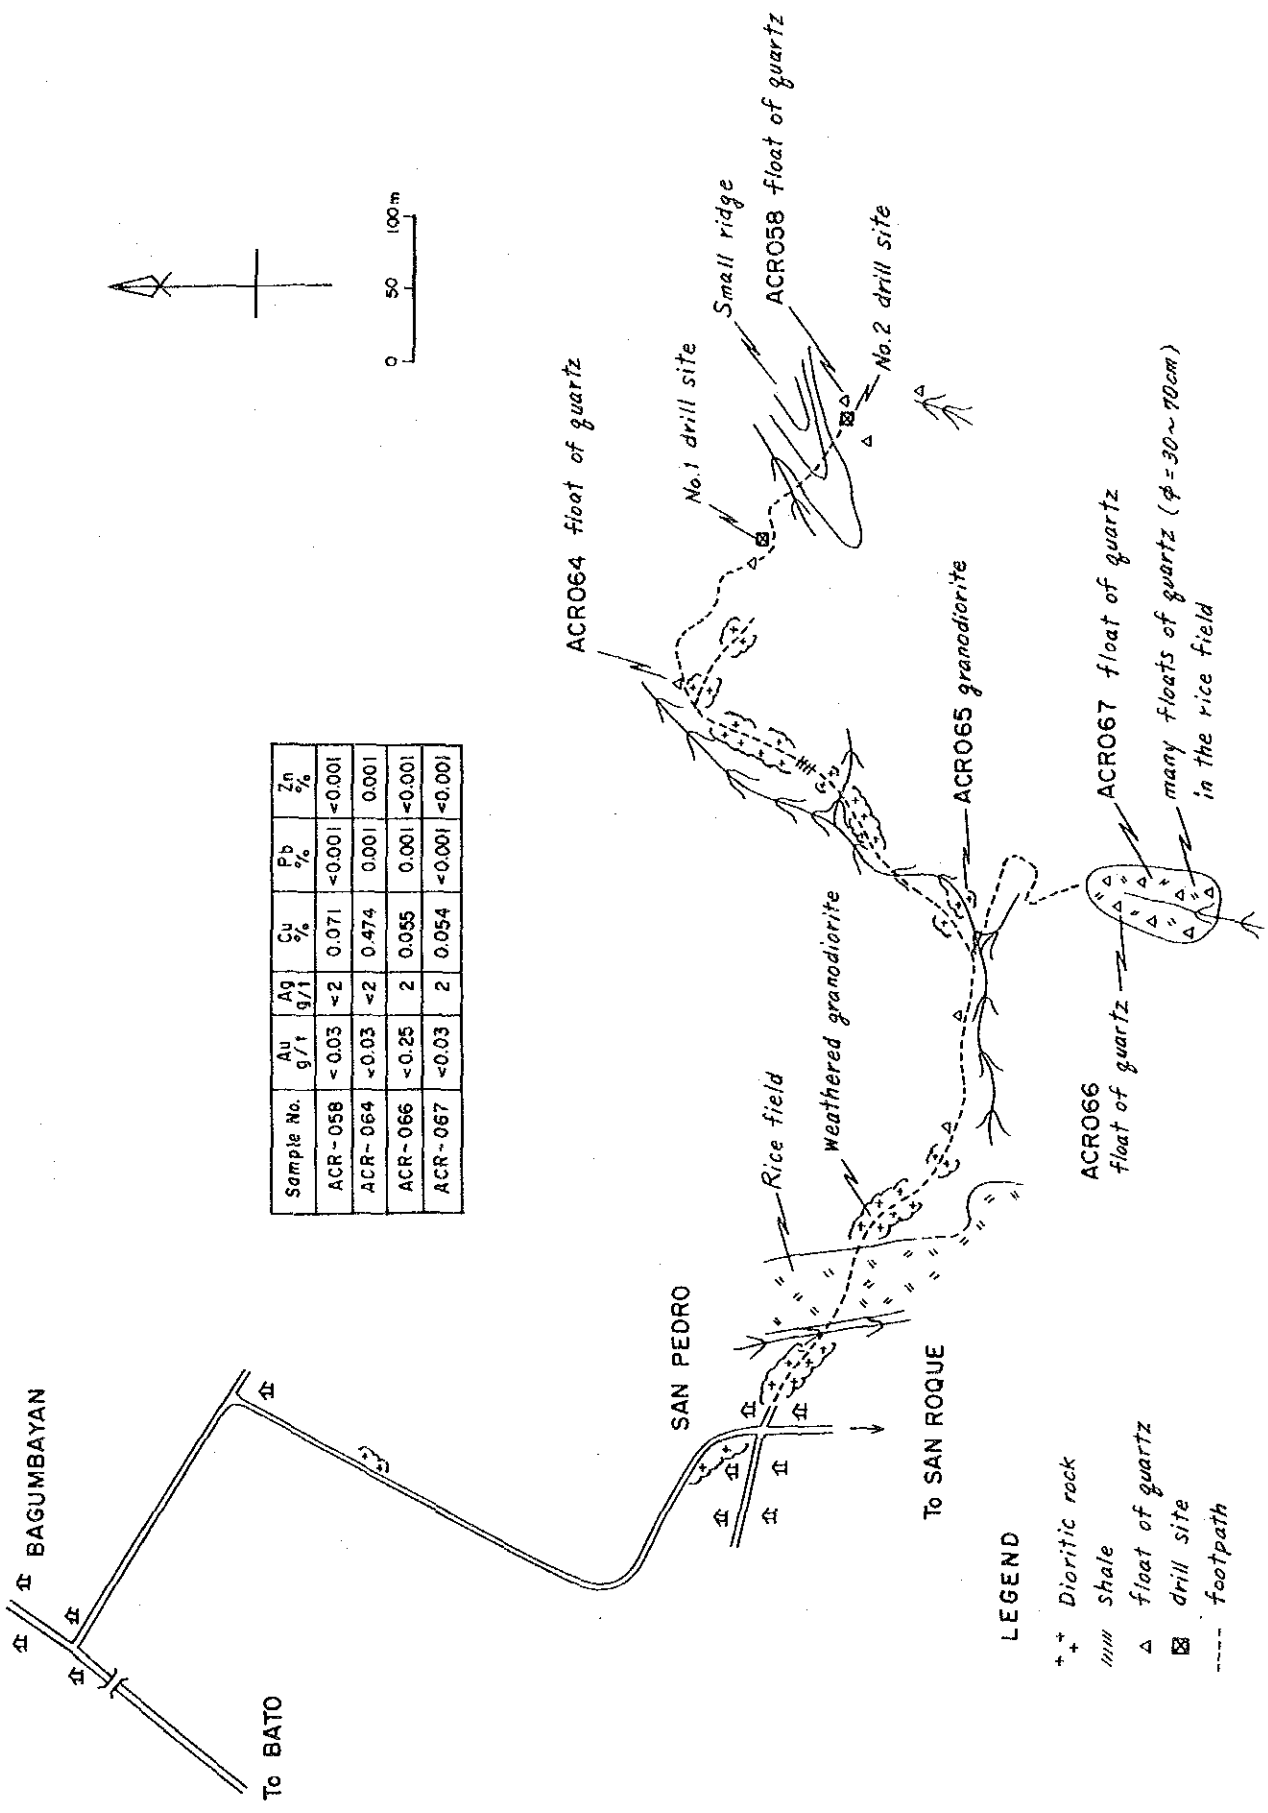 BAGUMBAYAN
To BATO
SAN PEDRO
To SAN ROQUE
Sample No. Au g/t Ag g/t Cu % Pb % Zn %
ACR-058 <0.03 <2 0.071 <0.001 <0.001
ACR-064 <0.03 <2 0.474 0.001 0.001
ACR-066 <0.25 2 0.055 0.001 <0.001
ACR-067 <0.03 2 0.054 <0.001 <0.001
0 50 100m
ACR064 float of quartz
No.1 drill site
Small ridge
ACR058 float of quartz
No.2 drill site
Rice field
Weathered granodiorite
ACR065 granodiorite
ACR066
float of quartz
ACR067 float of quartz
many floats of quartz (φ=30~70cm)
in the rice field
LEGEND
Dioritic rock
shale
float of quartz
drill site
footpath